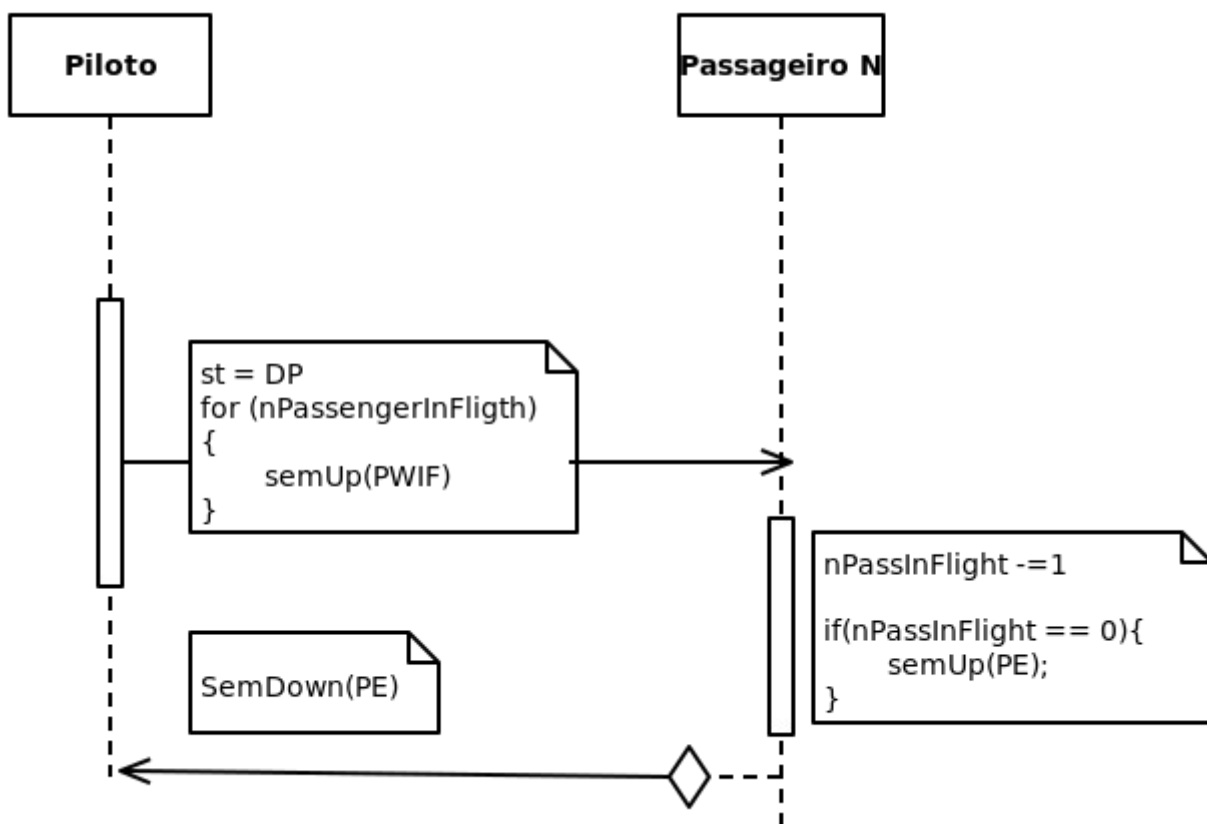 Piloto
Passageiro N
st = DP
for (nPassengerInFligth)
{
semUp(PWIF)
}
nPassInFlight -=1
if(nPassInFlight == 0){
semUp(PE);
}
SemDown(PE)